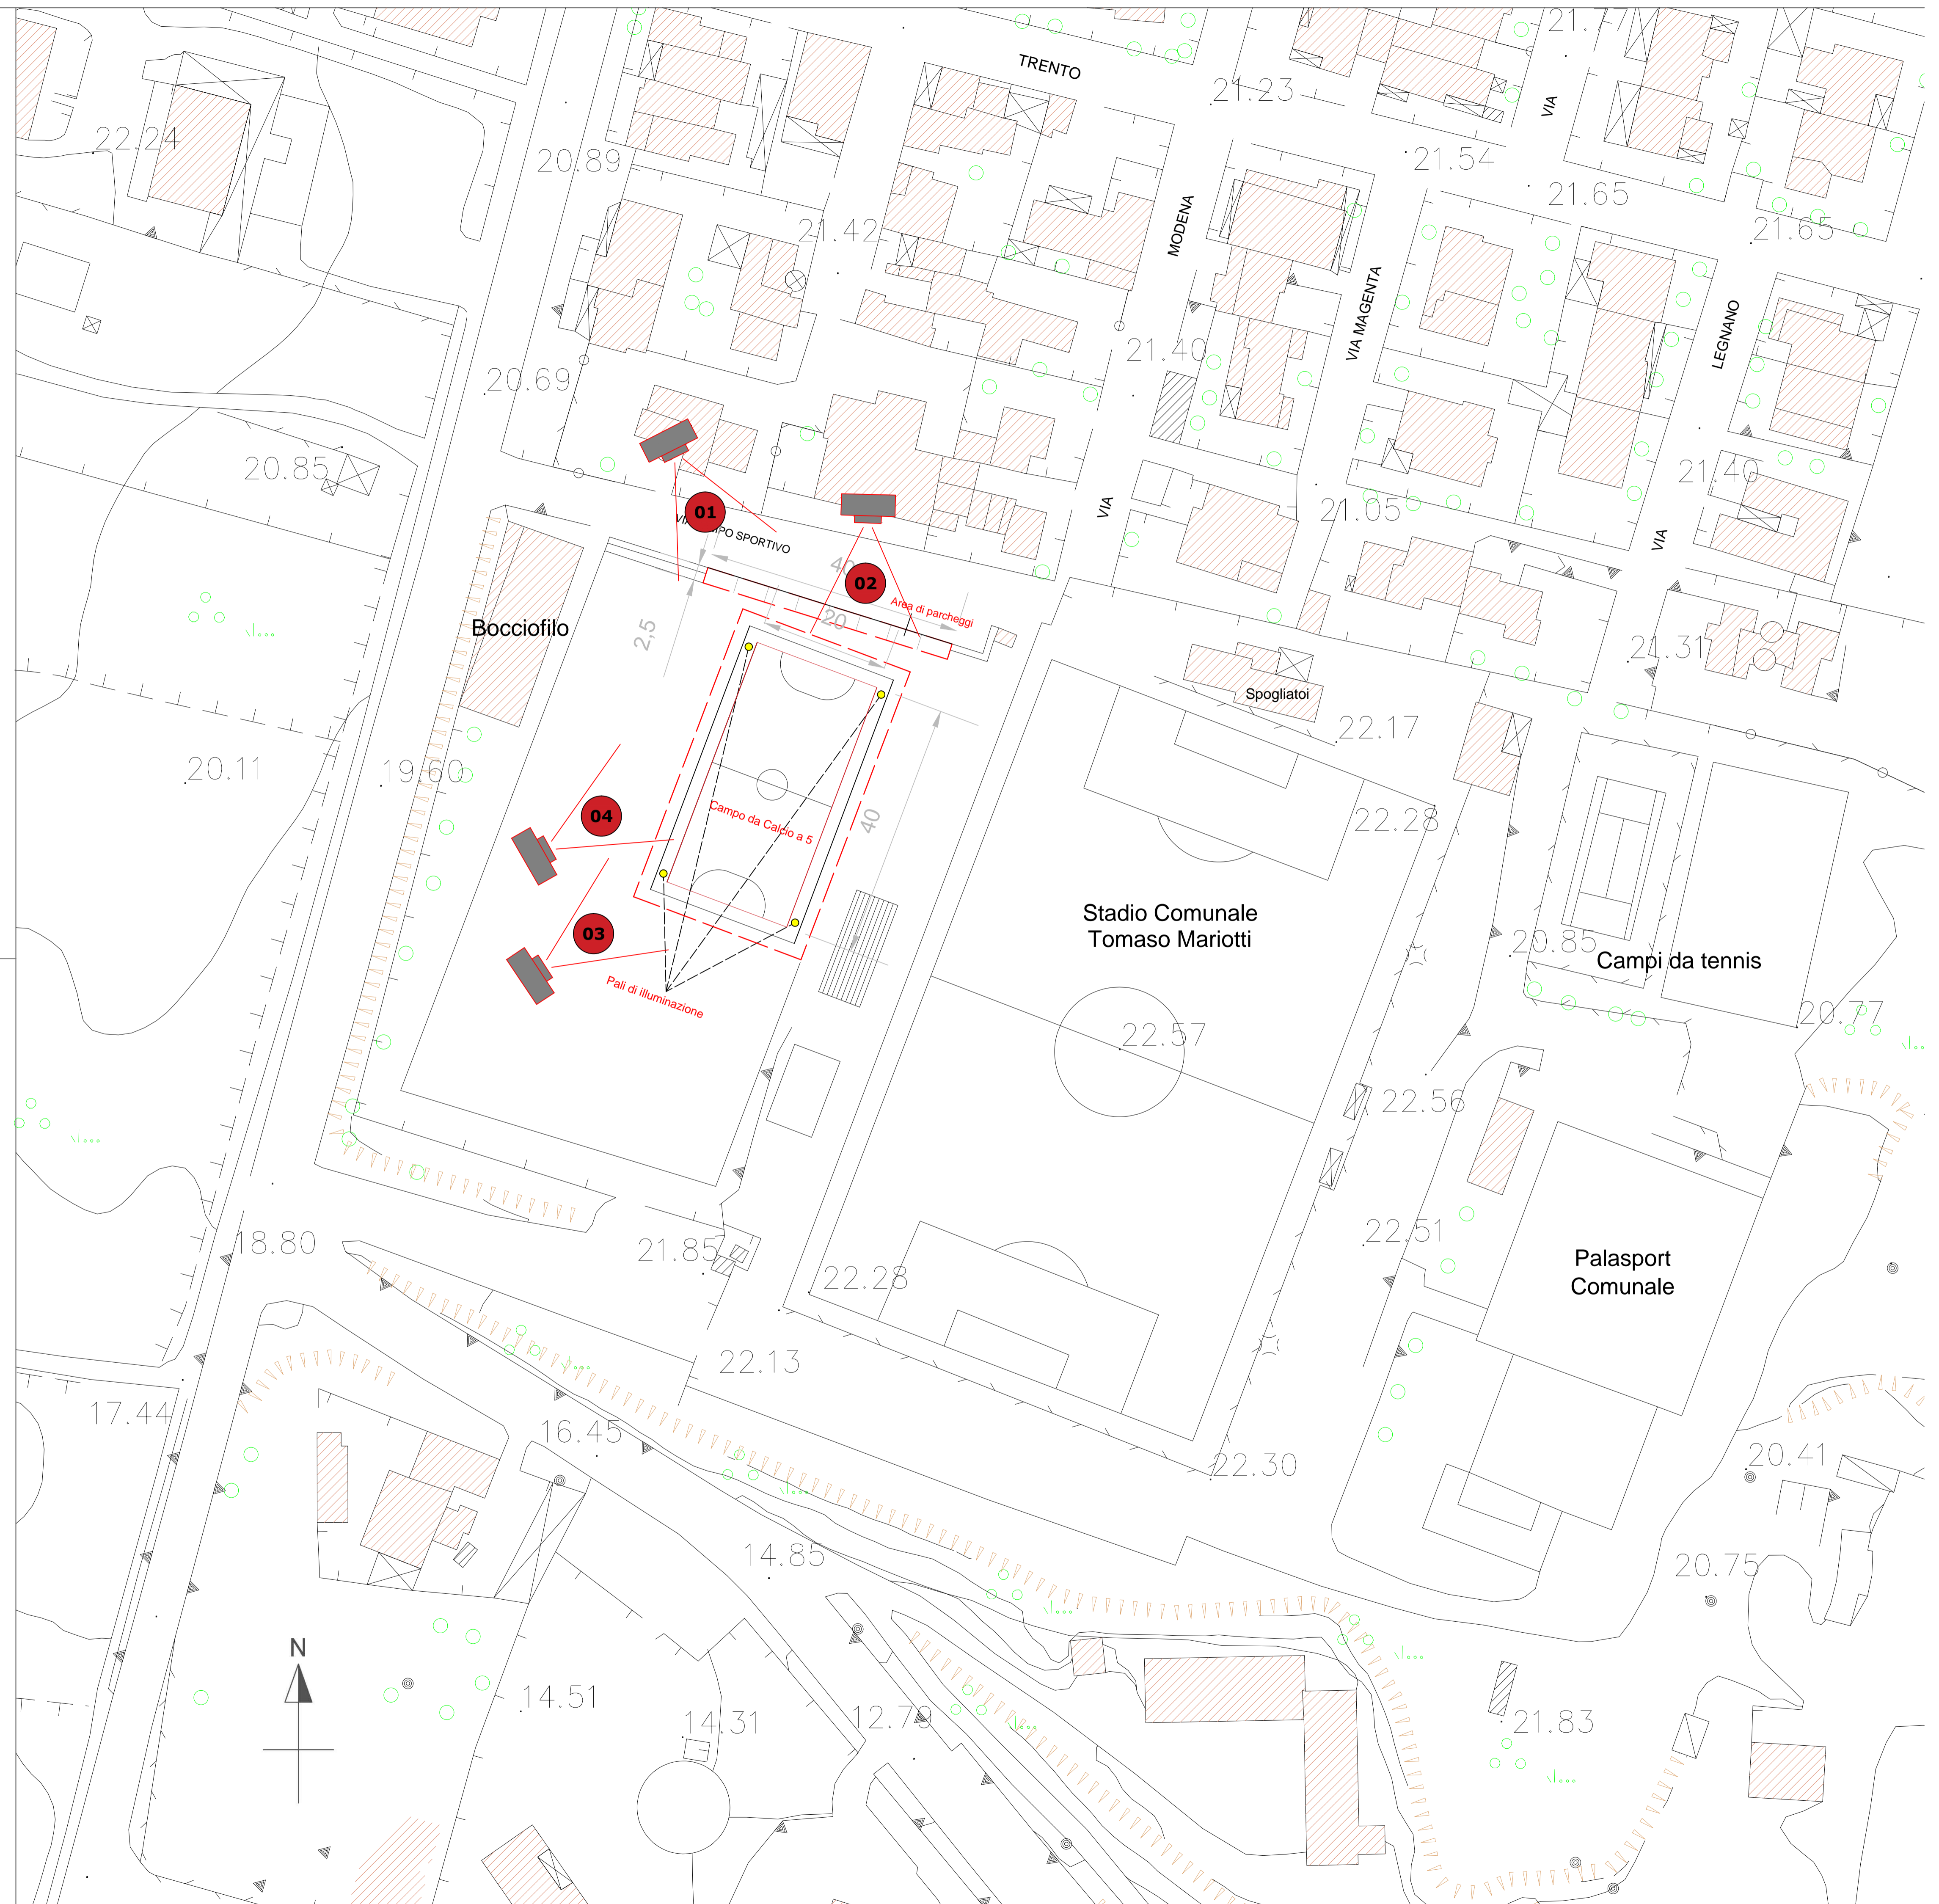 21.77
TRENTO
21.23
VIA
22.24
20.89
21.54
21.65
21.42
MODENA
21.65
VIA MAGENTA
LEGNANO
21.40
20.69
20.85
21.40
VIA
21.05
01
VIA
SPORTIVO
VIA
40
02
Area di parcheggi
20
Bocciofilo
2,5
21.31
Spogliatoi
22.17
20.11
19.60
04
Campo da Calcio a 5
40
22.28
Stadio Comunale
Tomaso Mariotti
03
20.85
Campi da tennis
Pali di illuminazione
20.77
22.57
22.56
18.80
21.85
22.51
22.28
Palasport
Comunale
22.13
17.44
16.45
22.30
20.41
14.85
20.75
N
14.51
14.31
12.79
21.83